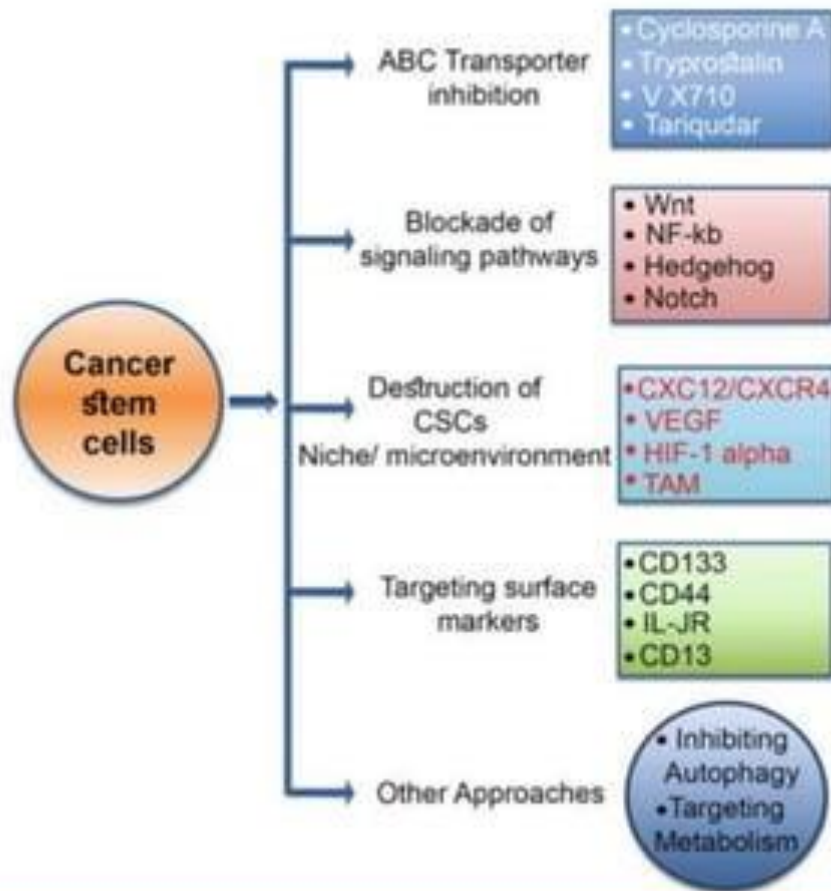 Cancer
stem
cells
ABC Transporter
inhibition
• Cyclosporine A
• Tryprostalin
• V X710
• Tariqudar
Blockade of
signaling pathways
• Wnt
• NF-kb
• Hedgehog
• Notch
Destruction of
CSCs
Niche/ microenvironment
• CXC12/CXCR4
• VEGF
• HIF-1 alpha
• TAM
Targeting surface
markers
• CD133
• CD44
• IL-JR
• CD13
Other Approaches
• Inhibiting
Autophagy
• Targeting
Metabolism